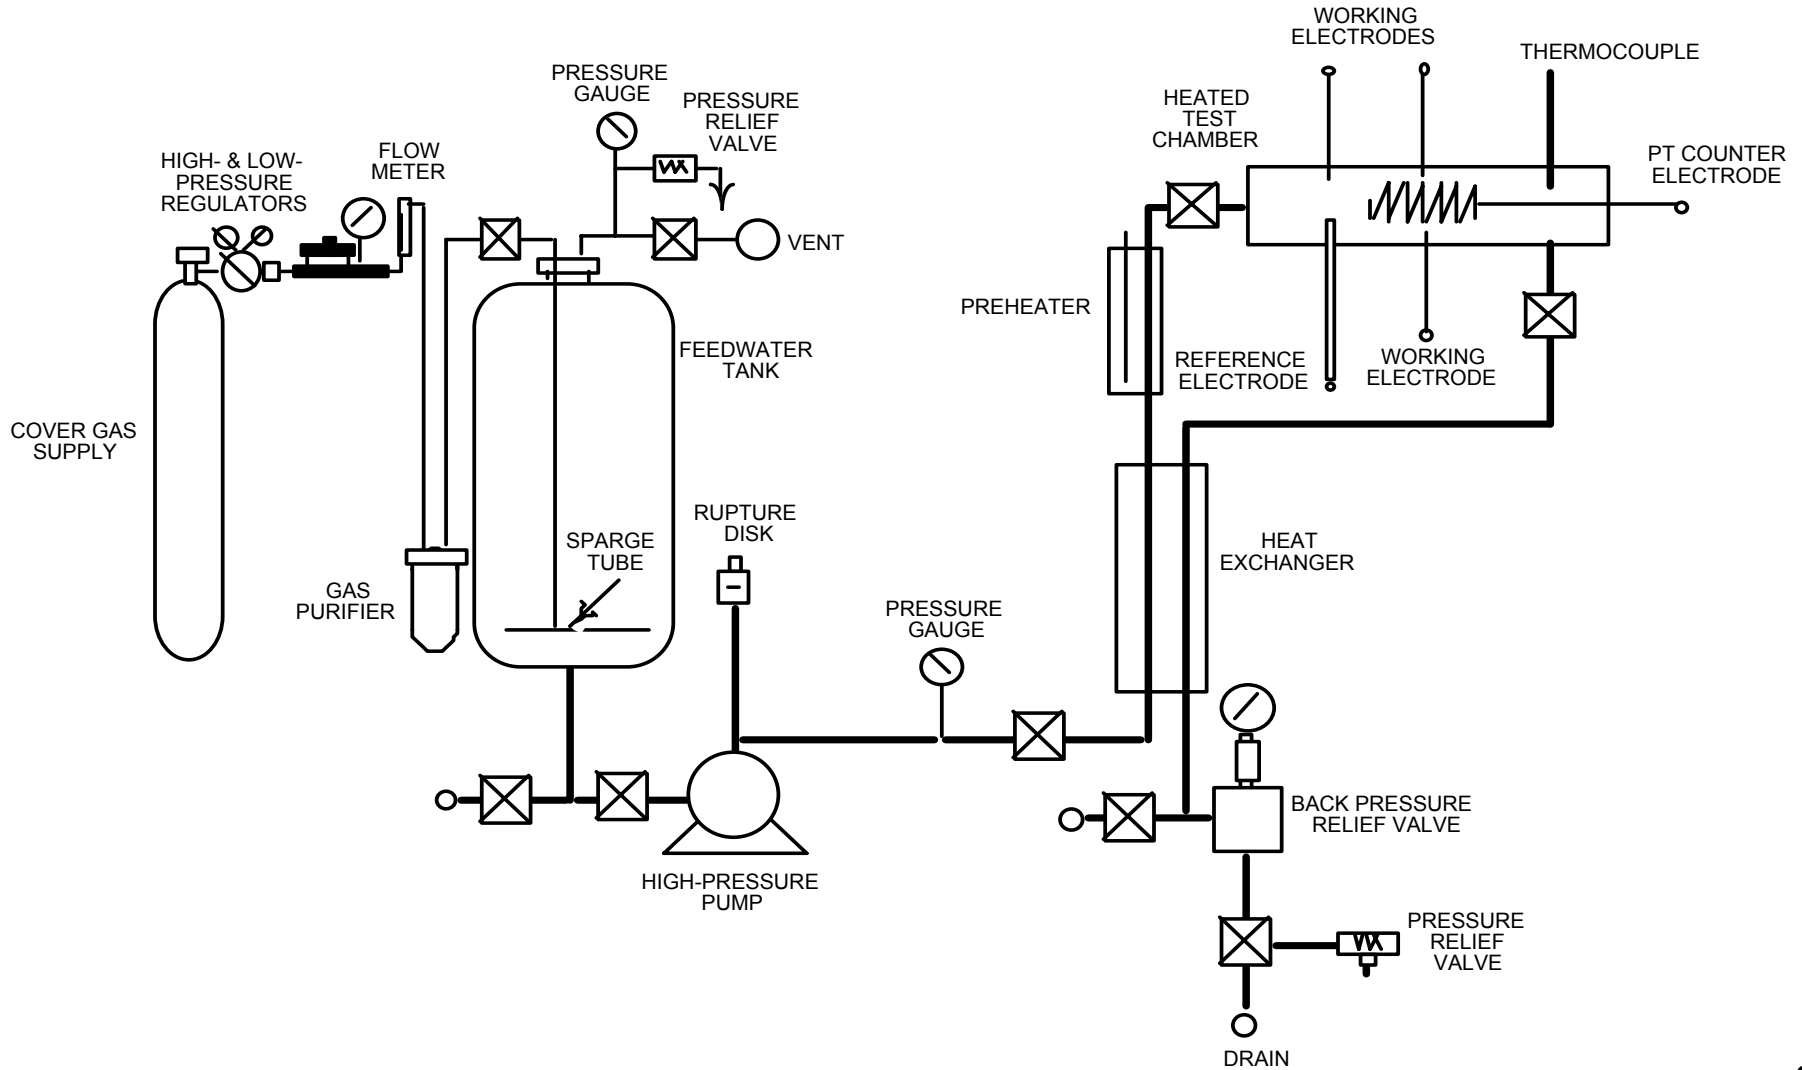 WORKING
ELECTRODES
THERMOCOUPLE
PRESSURE
GAUGE
PRESSURE
RELIEF
VALVE
HEATED
TEST
CHAMBER
FLOW
METER
HIGH- & LOW-
PRESSURE
REGULATORS
PT COUNTER
ELECTRODE
VENT
PREHEATER
FEEDWATER
TANK
REFERENCE
ELECTRODE
WORKING
ELECTRODE
COVER GAS
SUPPLY
RUPTURE
DISK
SPARGE
TUBE
HEAT
EXCHANGER
GAS
PURIFIER
PRESSURE
GAUGE
BACK PRESSURE
RELIEF VALVE
HIGH-PRESSURE
PUMP
PRESSURE
RELIEF
VALVE
DRAIN